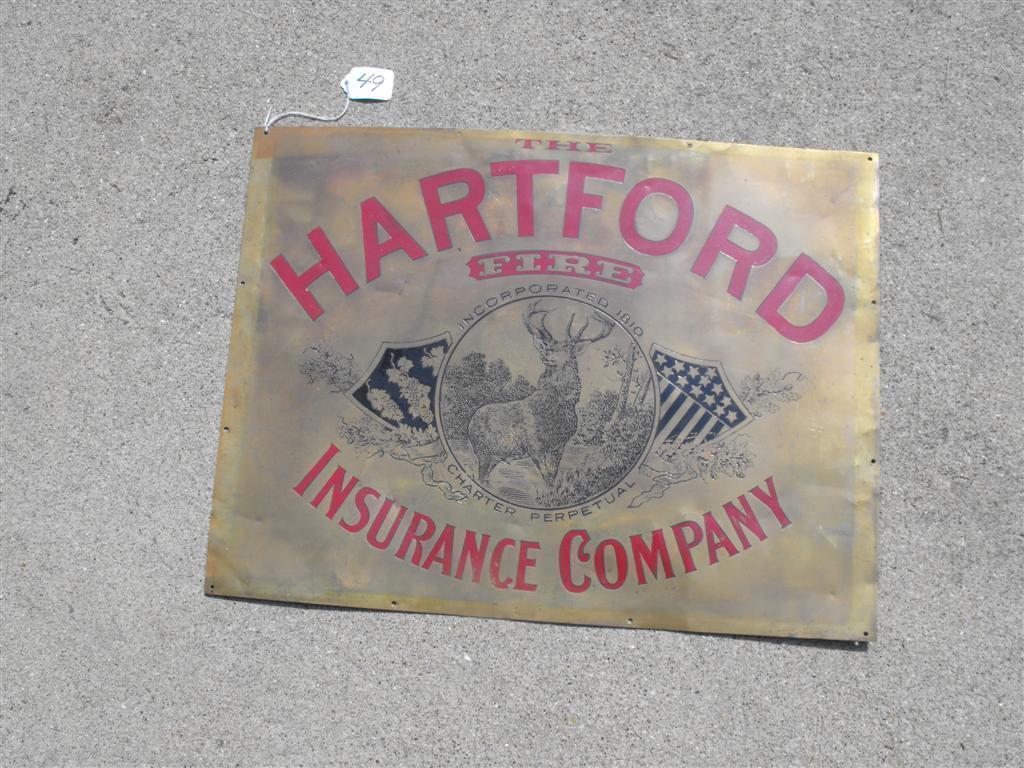 49
THE
HARTFORD
FIRE
INCORPORATED 1810
CHARTER PERPETUAL
INSURANCE COMPANY